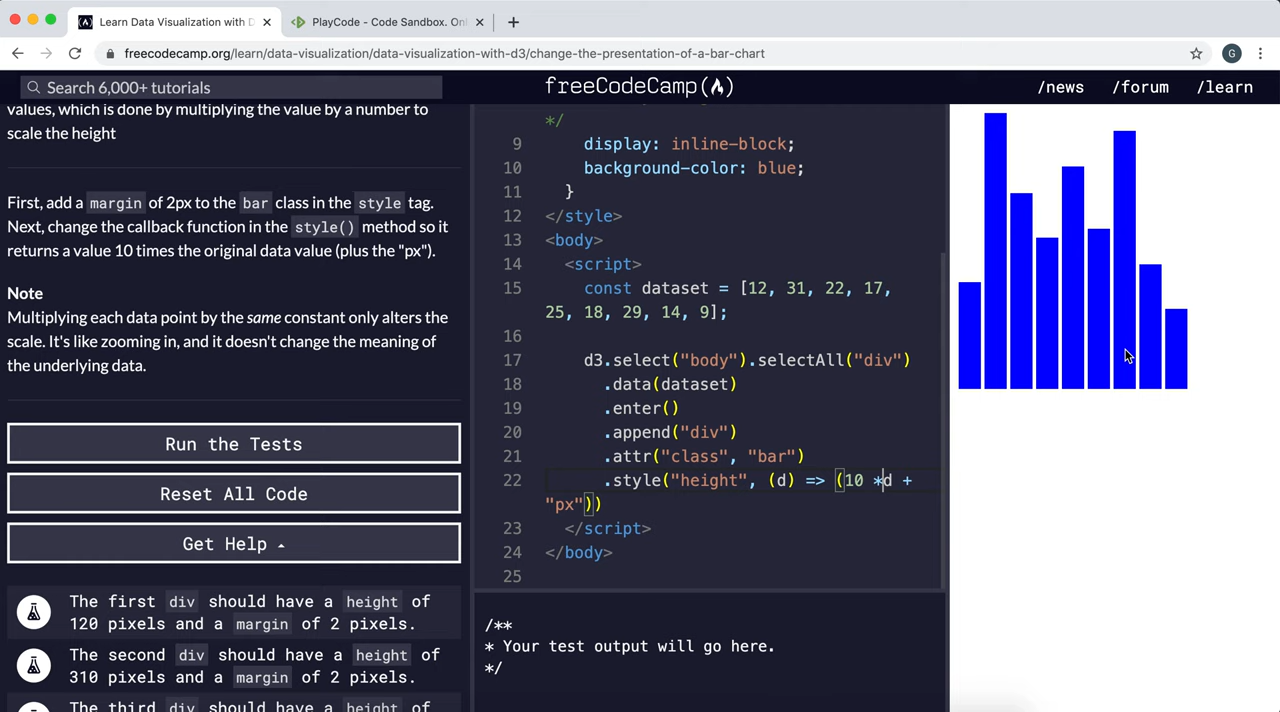 Learn Data Visualization with D
PlayCode - Code Sandbox. Onl
freecodecamp.org/learn/data-visualization/data-visualization-with-d3/change-the-presentation-of-a-bar-chart
G
Search 6,000+ tutorials
freeCodeCamp
/news
/forum
/learn
values, which is done by multiplying the value by a number to
scale the height
First, add a margin of 2px to the bar class in the style tag.
Next, change the callback function in the style() method so it
returns a value 10 times the original data value (plus the "px").
Note
Multiplying each data point by the same constant only alters the
scale. It's like zooming in, and it doesn't change the meaning of
the underlying data.
Run the Tests
Reset All Code
Get Help
The first div should have a height of
120 pixels and a margin of 2 pixels.
The second div should have a height of
310 pixels and a margin of 2 pixels.
The third div should have a height of
*/
9 display: inline-block;
10 background-color: blue;
11 }
12 </style>
13 <body>
14 <script>
15 const dataset = [12, 31, 22, 17,
25, 18, 29, 14, 9];
16
17 d3.select("body").selectAll("div")
18 .data(dataset)
19 .enter()
20 .append("div")
21 .attr("class", "bar")
22 .style("height", (d) => (10 *d +
"px"))
23 </script>
24 </body>
25
/**
* Your test output will go here.
*/